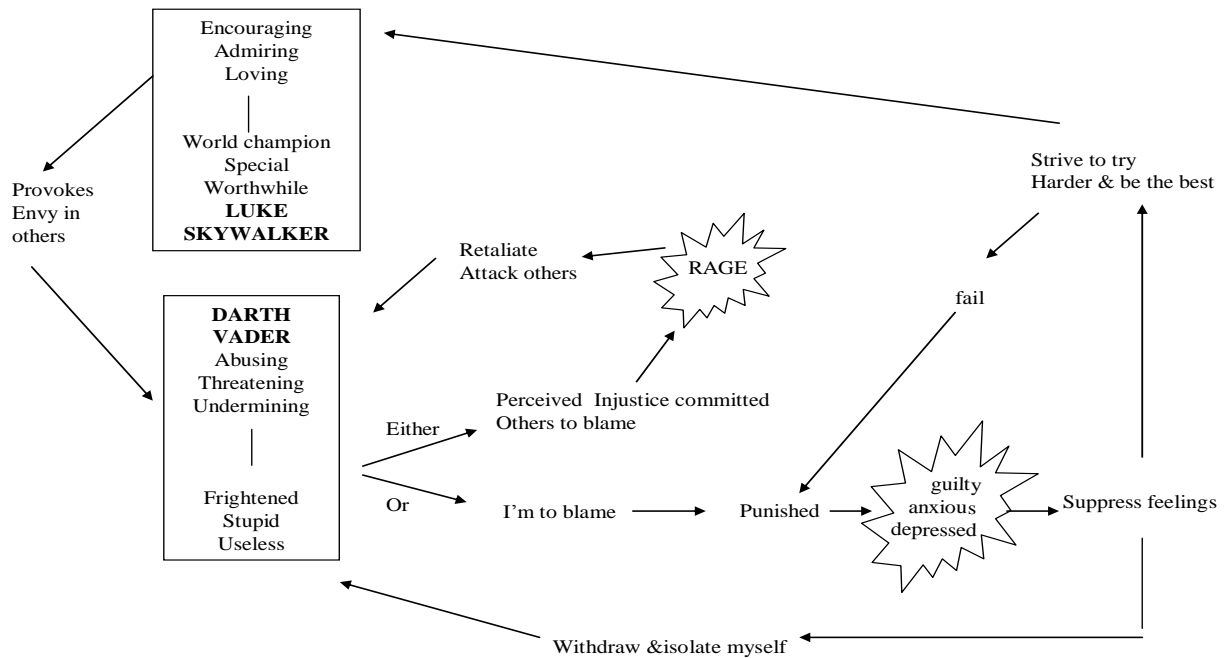 Encouraging
Admiring
Loving
World champion
Special
Worthwhile
LUKE
SKYWALKER
Provokes
Envy in
others
Strive to try
Harder & be the best
Retaliate
Attack others
RAGE
fail
DARTH
VADER
Abusing
Threatening
Undermining
Frightened
Stupid
Useless
Either
Or
Perceived Injustice committed
Others to blame
I'm to blame
Punished
guilty
anxious
depressed
Suppress feelings
Withdraw &isolate myself